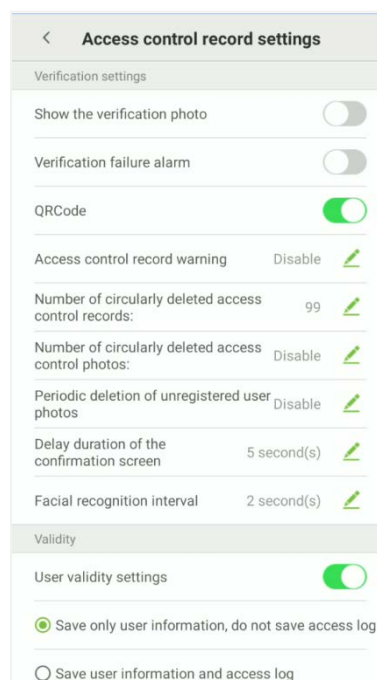 Access control record settings
Verification settings
Show the verification photo
Verification failure alarm
QRCode
Access control record warning Disable
Number of circularly deleted access
control records: 99
Number of circularly deleted access
control photos: Disable
Periodic deletion of unregistered user
photos Disable
Delay duration of the
confirmation screen 5 second(s)
Facial recognition interval 2 second(s)
Validity
User validity settings
Save only user information, do not save access log
Save user information and access log